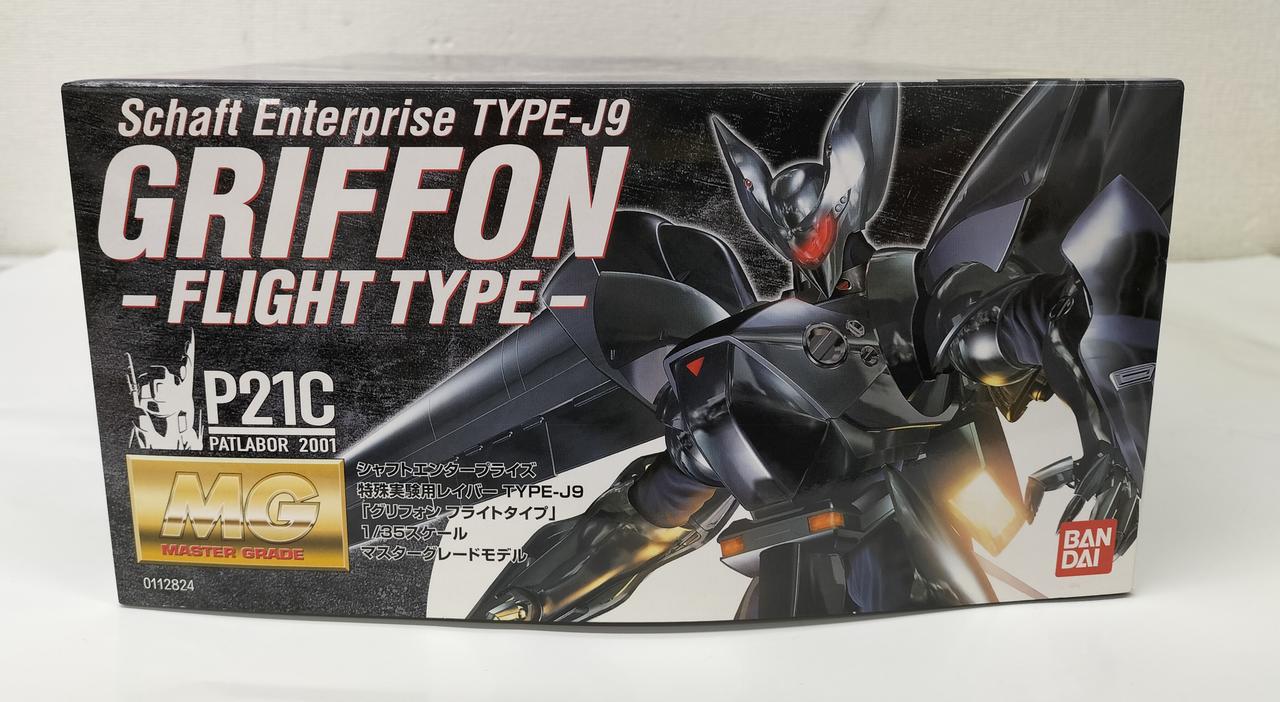 Schaft Enterprise TYPE-J9
GRIFFON
– FLIGHT TYPE –
P21C
PATLABOR 2001
MG
MASTER GRADE
シャフトエンタープライズ
特殊実験用レイバー TYPE-J9
「グリフォン フライトタイプ」
1/35スケール
マスターグレードモデル
0112824
BAN
DAI